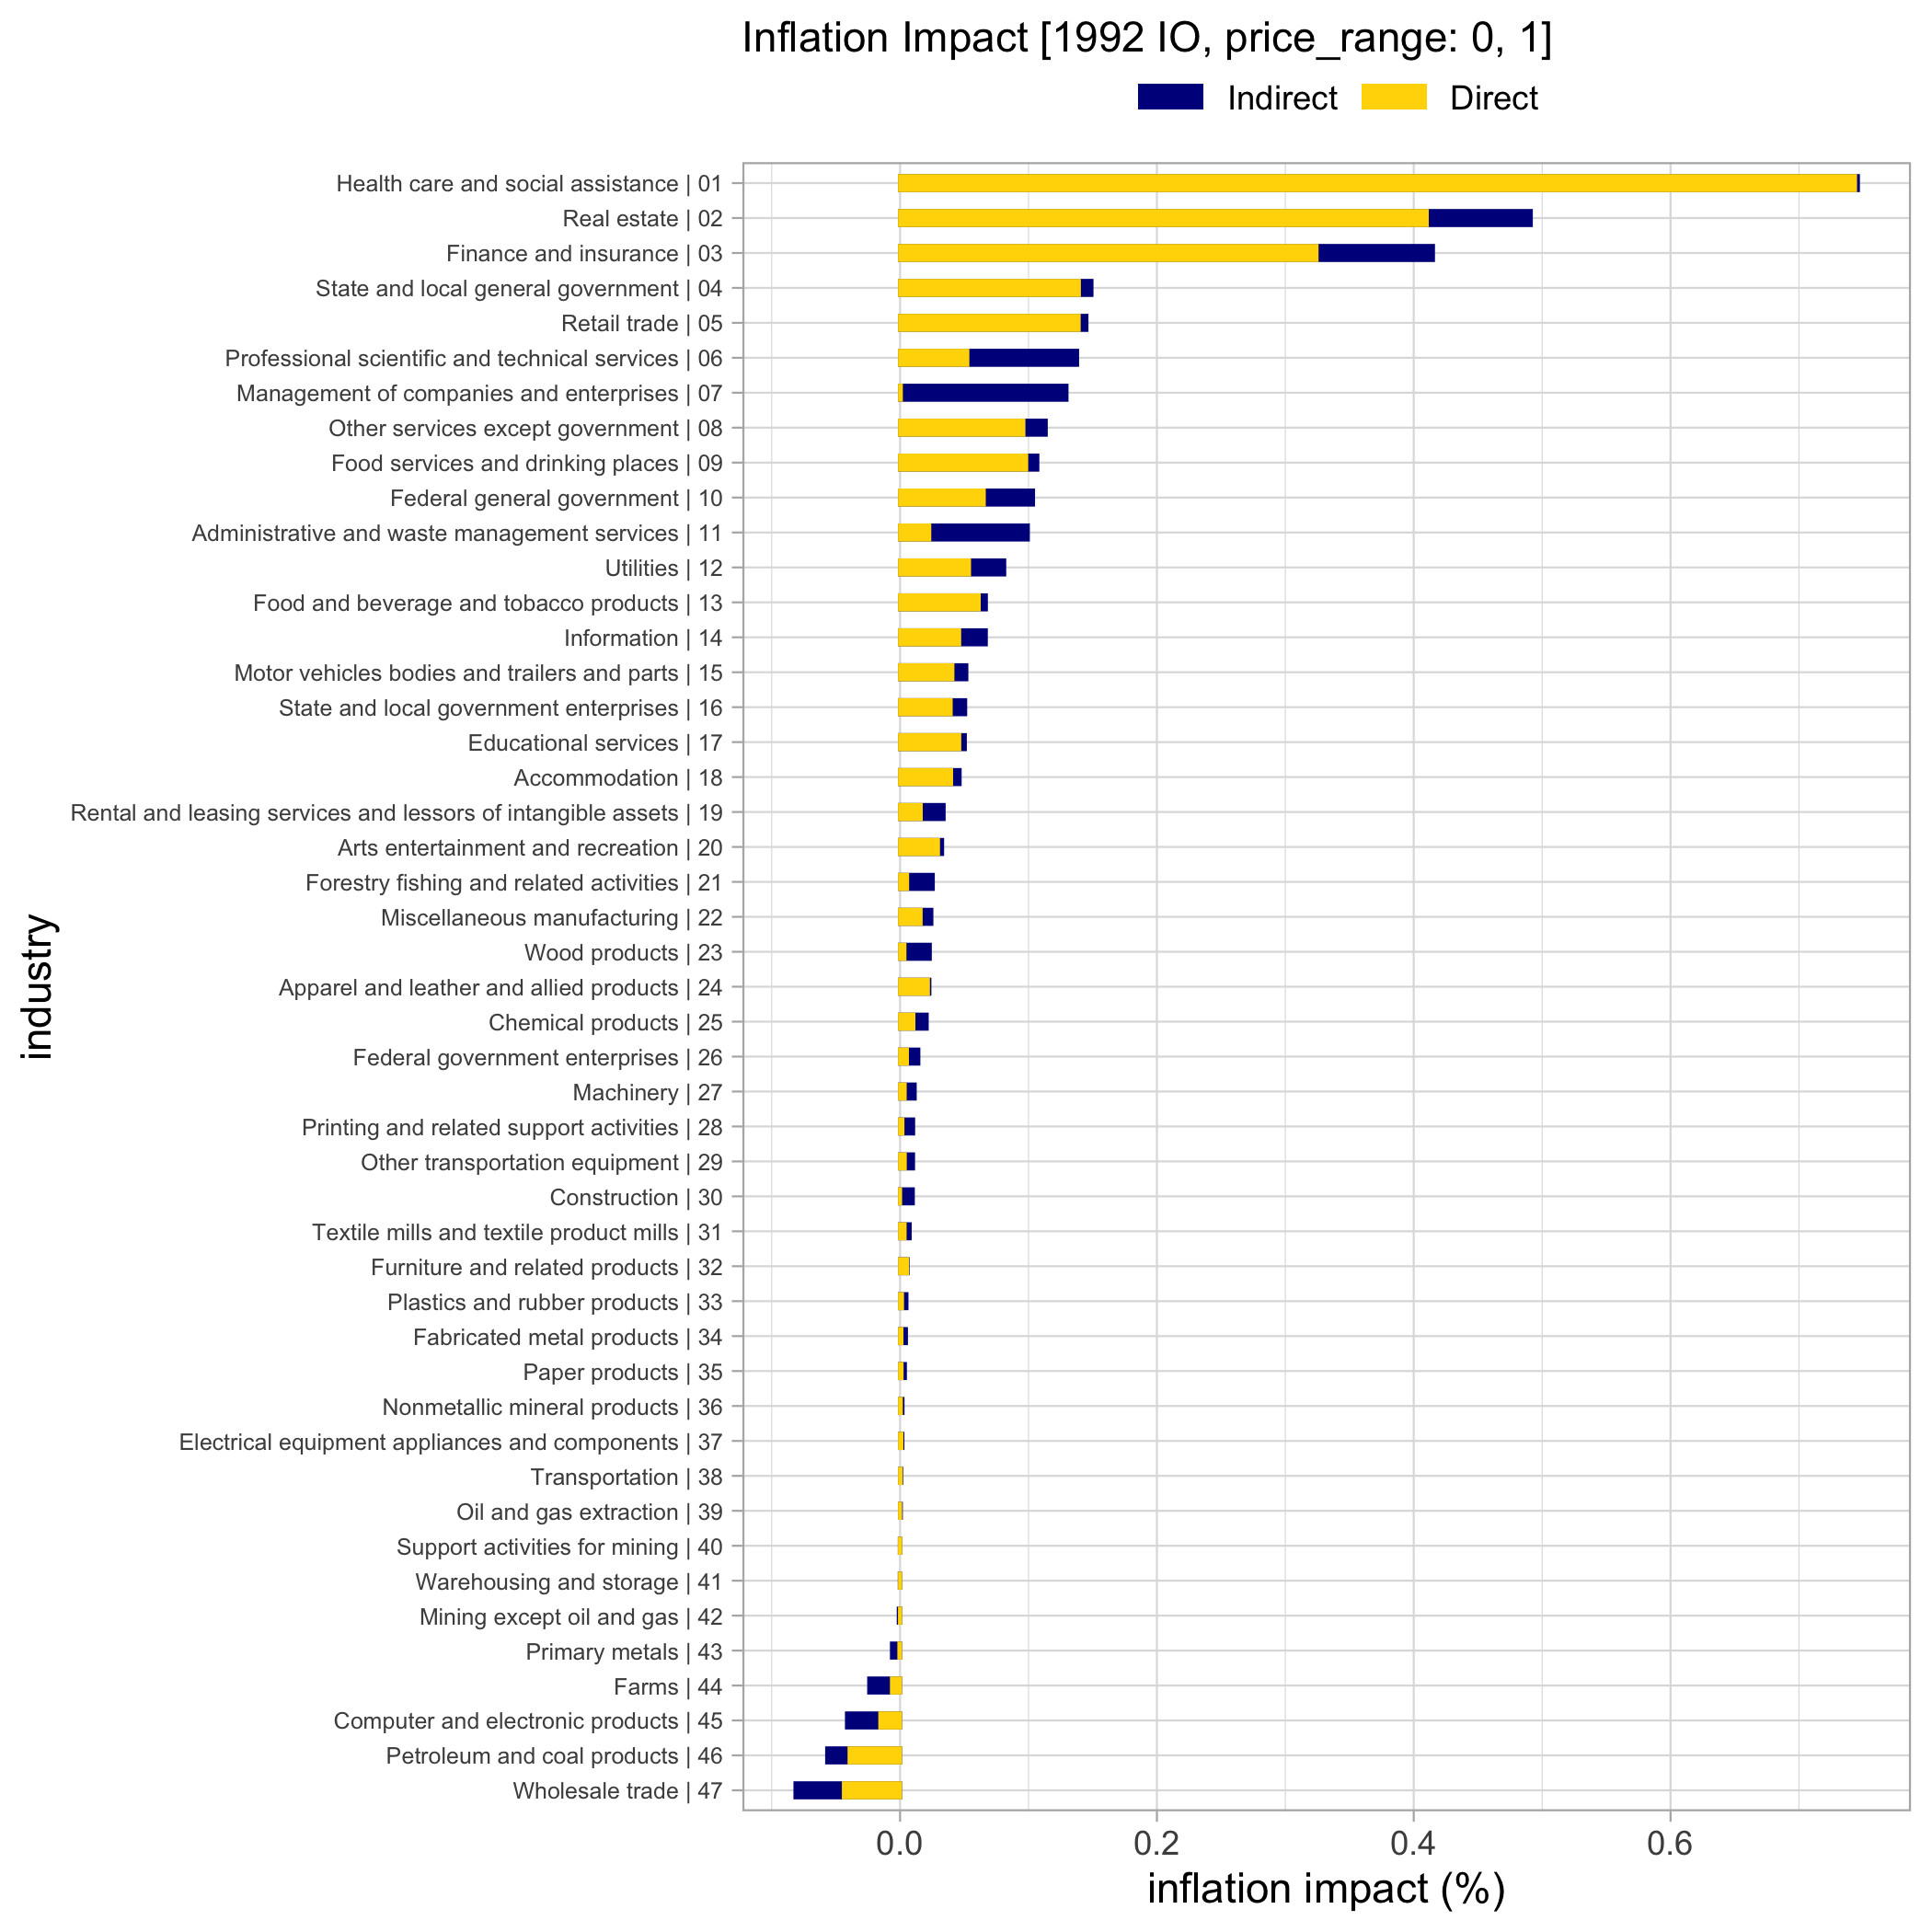 Inflation Impact [1992 IO, price_range: 0, 1]
Indirect Direct
Health care and social assistance | 01
Real estate | 02
Finance and insurance | 03
State and local general government | 04
Retail trade | 05
Professional scientific and technical services | 06
Management of companies and enterprises | 07
Other services except government | 08
Food services and drinking places | 09
Federal general government | 10
Administrative and waste management services | 11
Utilities | 12
Food and beverage and tobacco products | 13
Information | 14
Motor vehicles bodies and trailers and parts | 15
State and local government enterprises | 16
Educational services | 17
Accommodation | 18
Rental and leasing services and lessors of intangible assets | 19
Arts entertainment and recreation | 20
Forestry fishing and related activities | 21
Miscellaneous manufacturing | 22
Wood products | 23
Apparel and leather and allied products | 24
Chemical products | 25
Federal government enterprises | 26
Machinery | 27
Printing and related support activities | 28
Other transportation equipment | 29
Construction | 30
Textile mills and textile product mills | 31
Furniture and related products | 32
Plastics and rubber products | 33
Fabricated metal products | 34
Paper products | 35
Nonmetallic mineral products | 36
Electrical equipment appliances and components | 37
Transportation | 38
Oil and gas extraction | 39
Support activities for mining | 40
Warehousing and storage | 41
Mining except oil and gas | 42
Primary metals | 43
Farms | 44
Computer and electronic products | 45
Petroleum and coal products | 46
Wholesale trade | 47
industry
0.0 0.2 0.4 0.6
inflation impact (%)